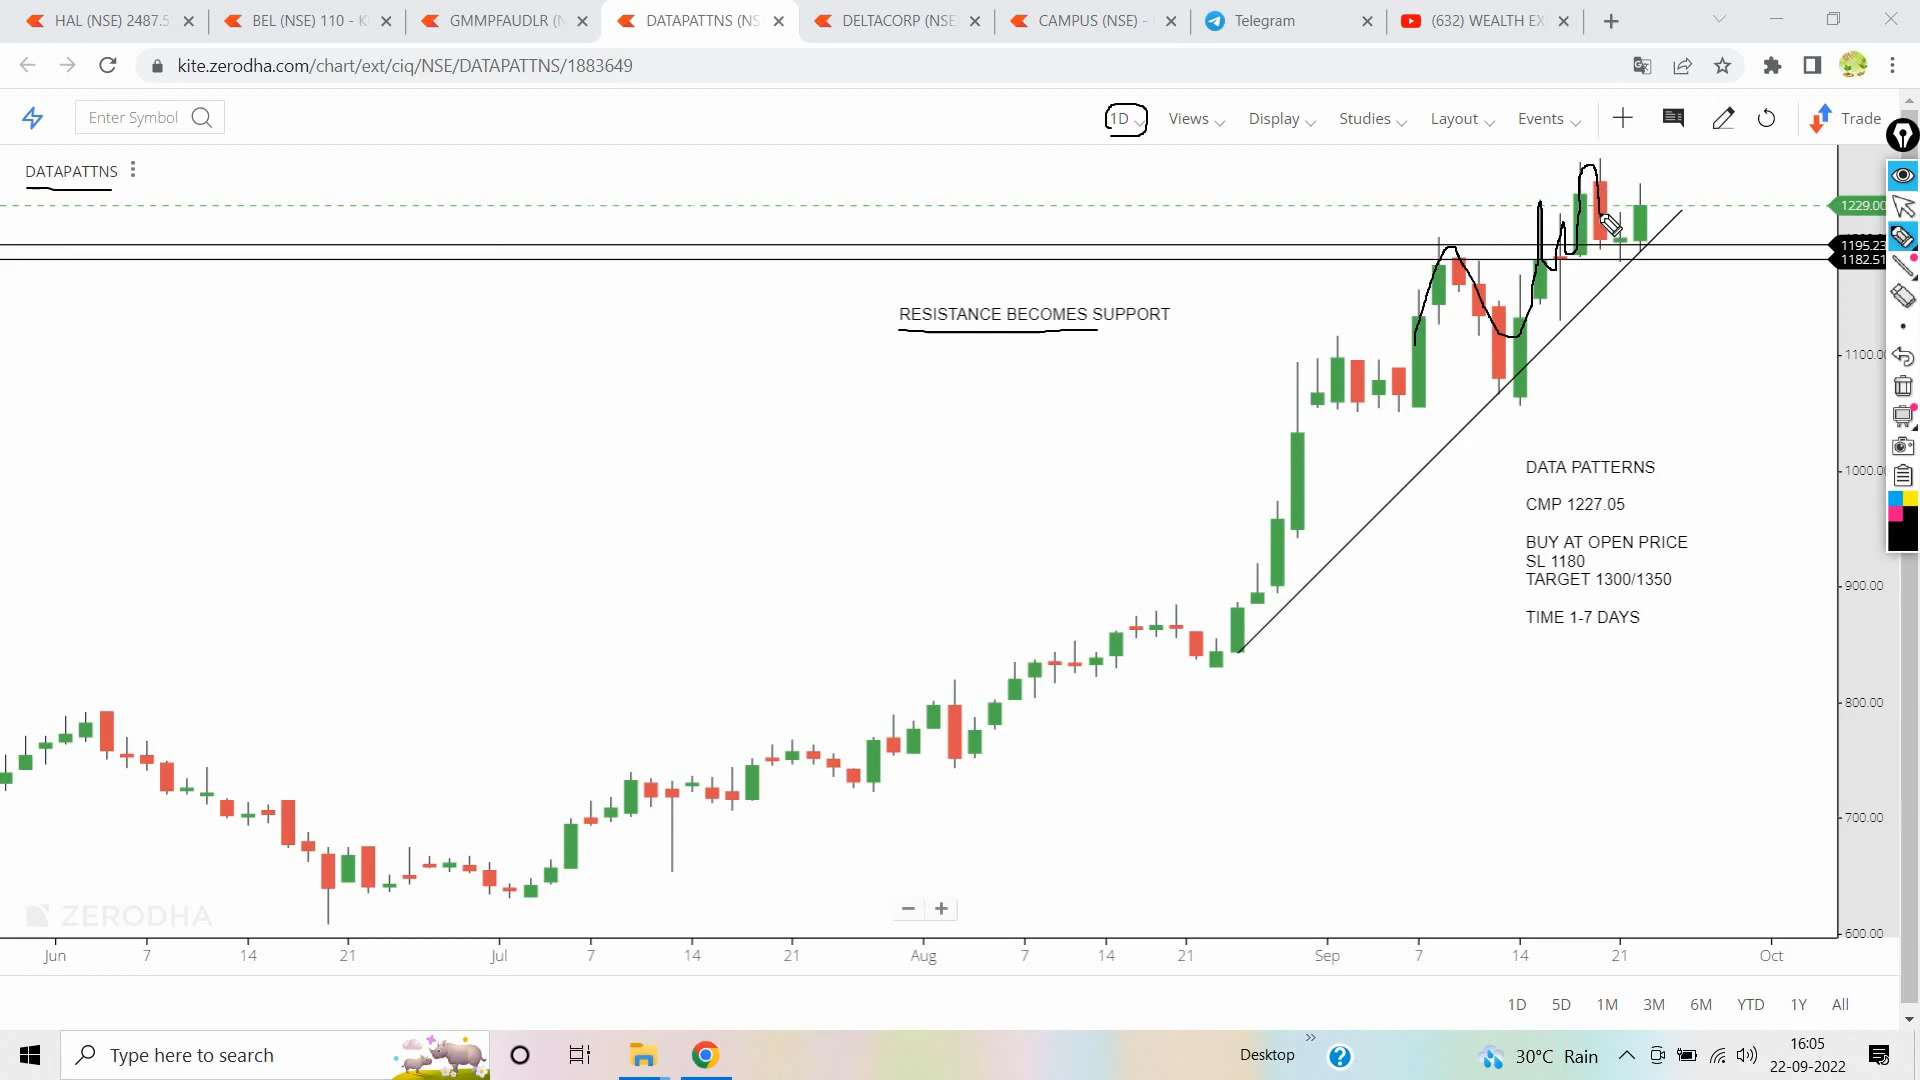 HAL (NSE) 2487.5
BEL (NSE) 110 - K
GMMPFAUDLR (N
DATAPATTNS (NS
DELTACORP (NSE
CAMPUS (NSE) -
Telegram
(632) WEALTH EX
kite.zerodha.com/chart/ext/ciq/NSE/DATAPATTNS/1883649
Enter Symbol
1D
Views
Display
Studies
Layout
Events
Trade
DATAPATTNS
1229.00
1195.23
1182.51
RESISTANCE BECOMES SUPPORT
1100.00
1000.00
DATA PATTERNS
CMP 1227.05
BUY AT OPEN PRICE
SL 1180
TARGET 1300/1350
TIME 1-7 DAYS
900.00
800.00
700.00
600.00
ZERODHA
Jun 7 14 21 Jul 7 14 21 Aug 7 14 21 Sep 7 14 21 Oct
1D 5D 1M 3M 6M YTD 1Y All
Type here to search
Desktop
30°C Rain
16:05
22-09-2022